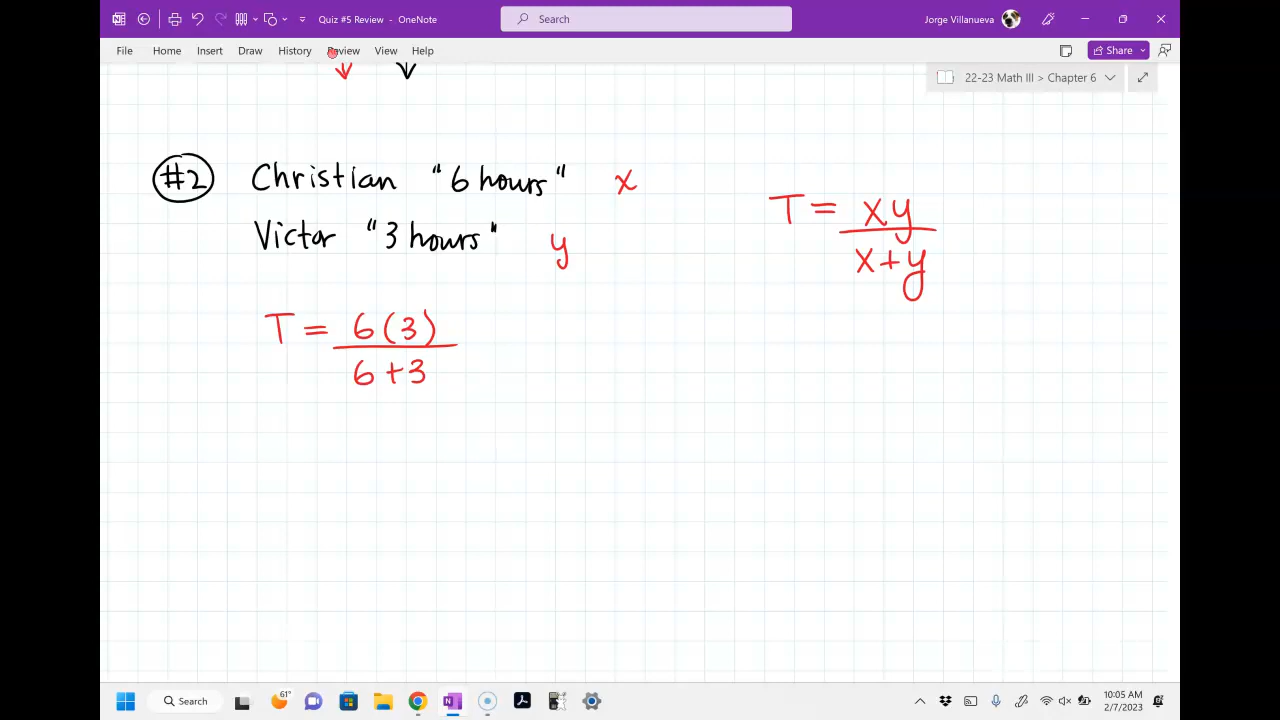 Quiz #5 Review - OneNote
Search
Jorge Villanueva
File Home Insert Draw History Review View Help
Share
22-23 Math III > Chapter 6
#2 Christian "6 hours" x
Victor "3 hours" y
T = xy / x+y
T = 6(3) / 6+3
61°
Search
10:05 AM
2/7/2023